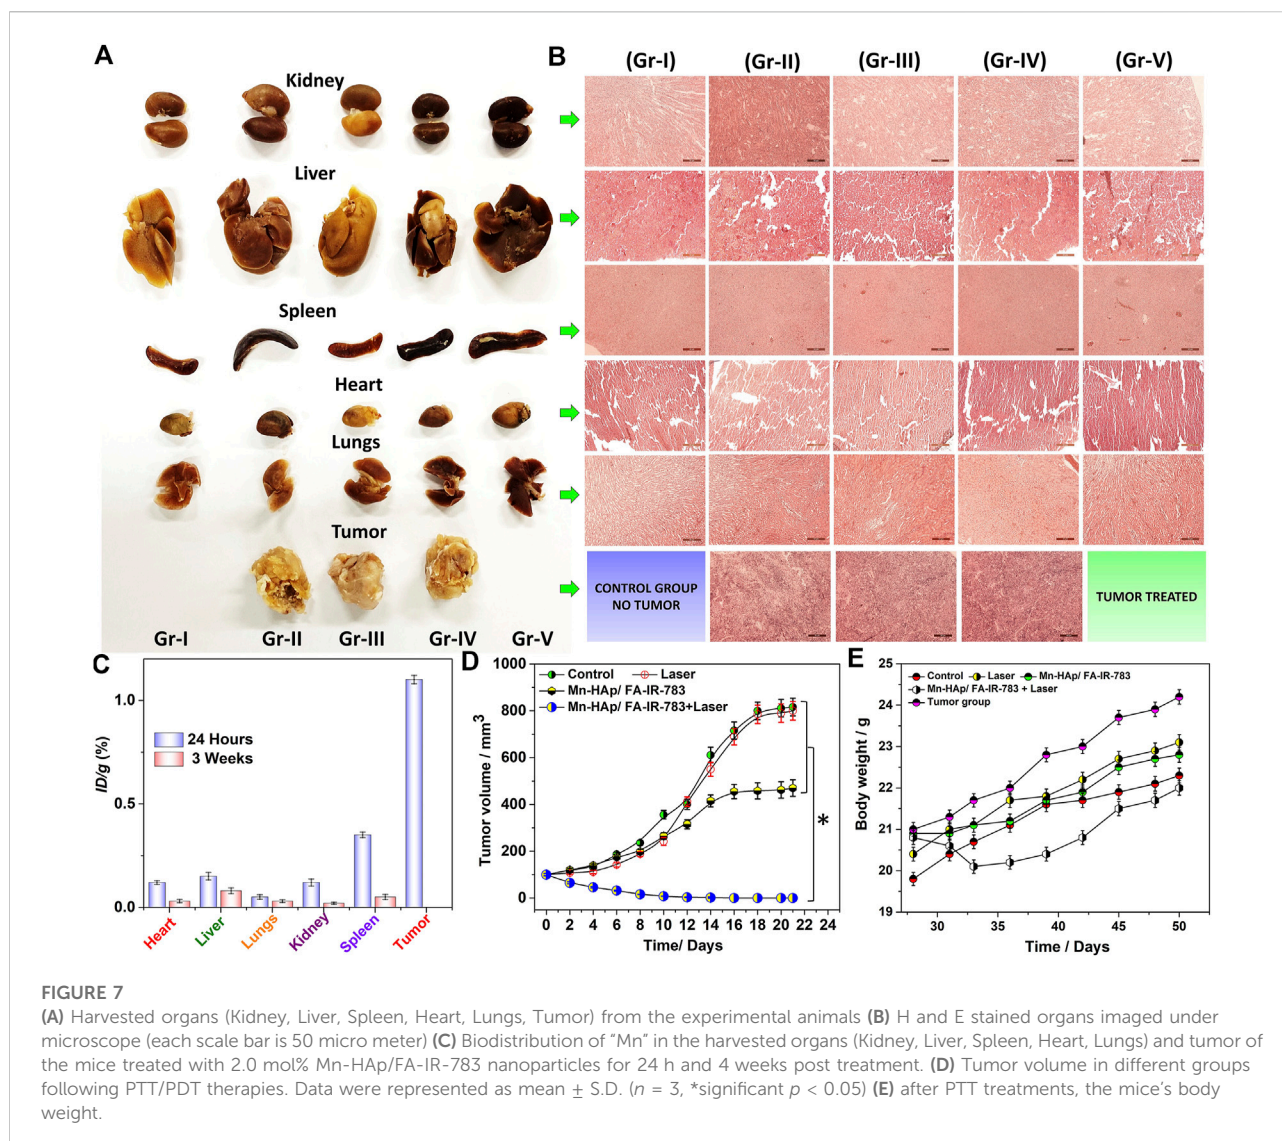 A
B
(Gr-I)
(Gr-II)
(Gr-III)
(Gr-IV)
(Gr-V)
Kidney
Liver
Spleen
Heart
Lungs
Tumor
Gr-I
Gr-II
Gr-III
Gr-IV
Gr-V
CONTROL GROUP
NO TUMOR
TUMOR TREATED
C
ID/g (%)
1.0
0.5
0.0
24 Hours
3 Weeks
Heart
Liver
Lungs
Kidney
Spleen
Tumor
D
Tumor volume / mm3
1000
800
600
400
200
0
Control
Laser
Mn-HAp/ FA-IR-783
Mn-HAp/ FA-IR-783+Laser
*
0 2 4 6 8 10 12 14 16 18 20 22 24
Time/ Days
E
Body weight / g
25
24
23
22
21
20
19
Control
Laser
Mn-HAp/ FA-IR-783
Mn-HAp/ FA-IR-783 + Laser
Tumor group
30 35 40 45 50
Time / Days
FIGURE 7
(A) Harvested organs (Kidney, Liver, Spleen, Heart, Lungs, Tumor) from the experimental animals (B) H and E stained organs imaged under
microscope (each scale bar is 50 micro meter) (C) Biodistribution of “Mn” in the harvested organs (Kidney, Liver, Spleen, Heart, Lungs) and tumor of
the mice treated with 2.0 mol% Mn-HAp/FA-IR-783 nanoparticles for 24 h and 4 weeks post treatment. (D) Tumor volume in different groups
following PTT/PDT therapies. Data were represented as mean ± S.D. (n = 3, *significant p < 0.05) (E) after PTT treatments, the mice's body
weight.